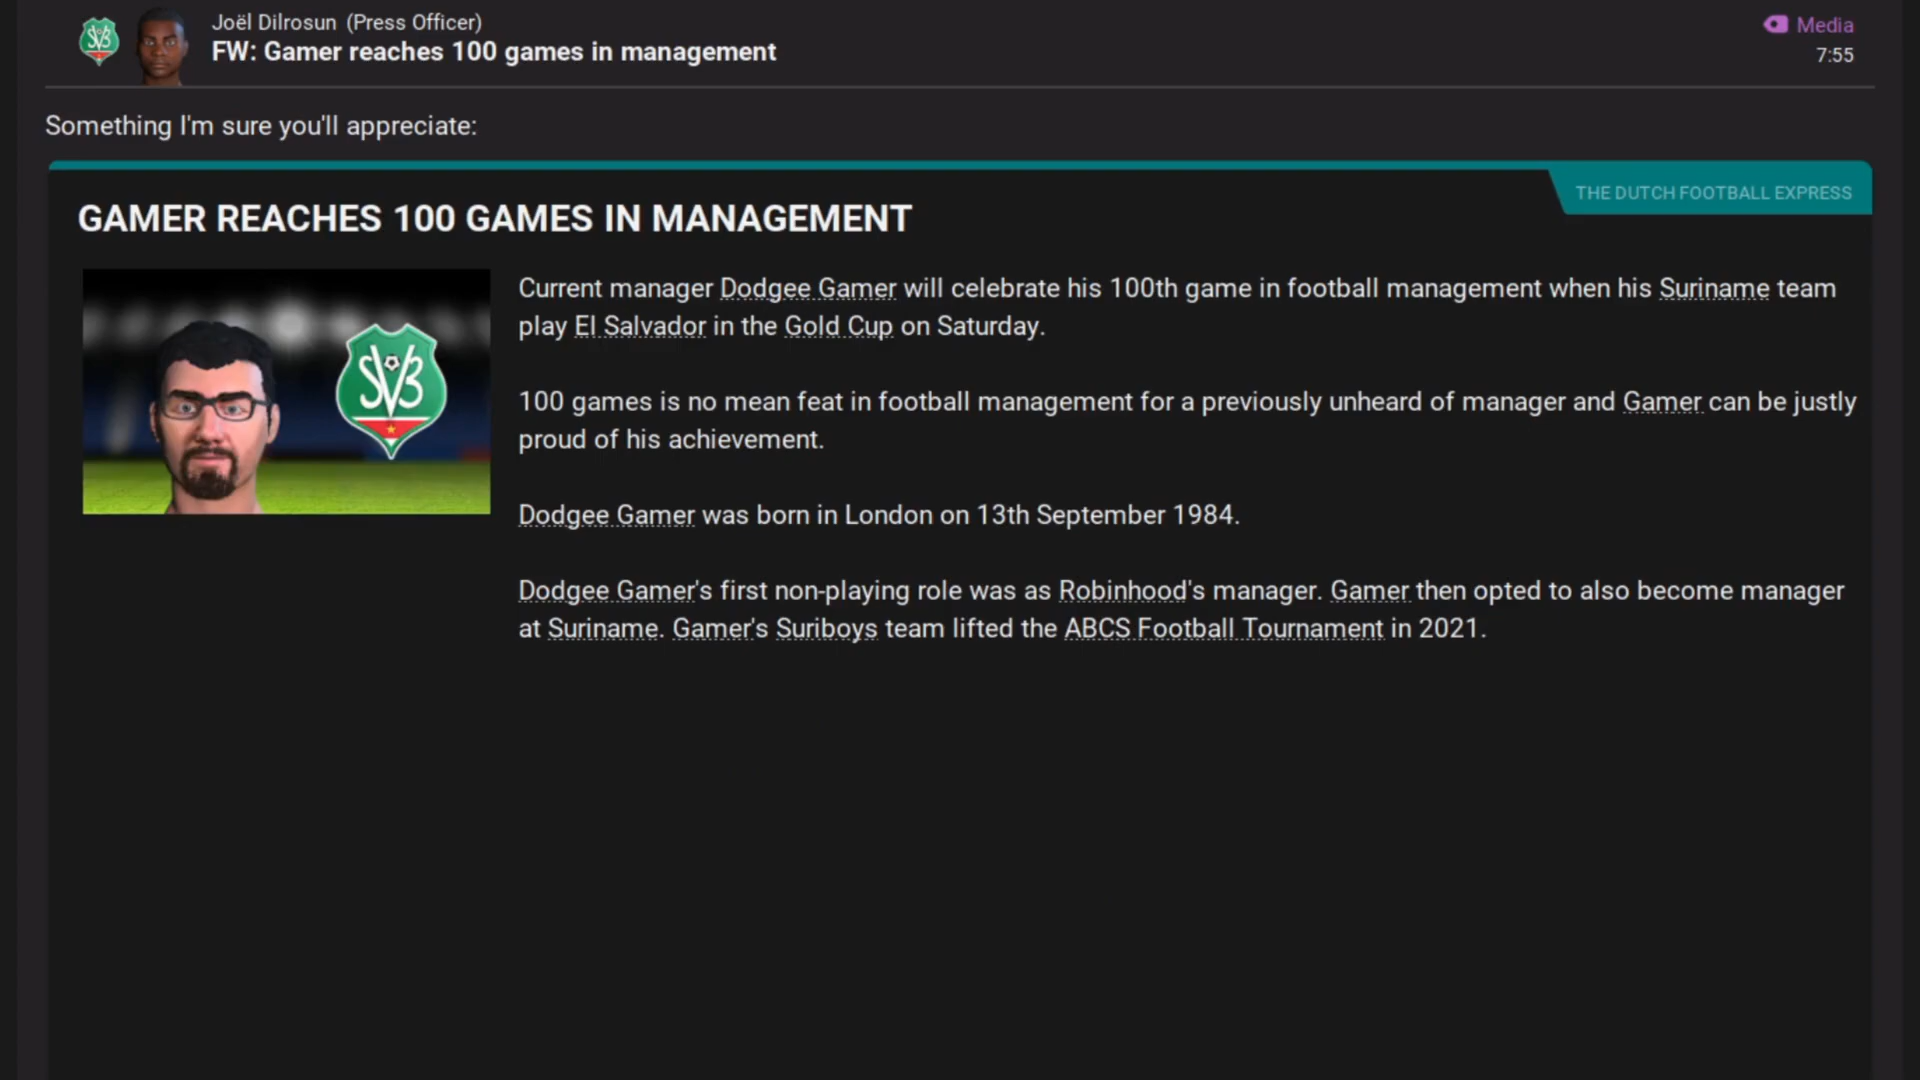 Joël Dilrosun (Press Officer)
FW: Gamer reaches 100 games in management
Media
7:55
Something I'm sure you'll appreciate:
THE DUTCH FOOTBALL EXPRESS
GAMER REACHES 100 GAMES IN MANAGEMENT
Current manager Dodgee Gamer will celebrate his 100th game in football management when his Suriname team
play El Salvador in the Gold Cup on Saturday.
100 games is no mean feat in football management for a previously unheard of manager and Gamer can be justly
proud of his achievement.
Dodgee Gamer was born in London on 13th September 1984.
Dodgee Gamer's first non-playing role was as Robinhood's manager. Gamer then opted to also become manager
at Suriname. Gamer's Suriboys team lifted the ABCS Football Tournament in 2021.
SVB